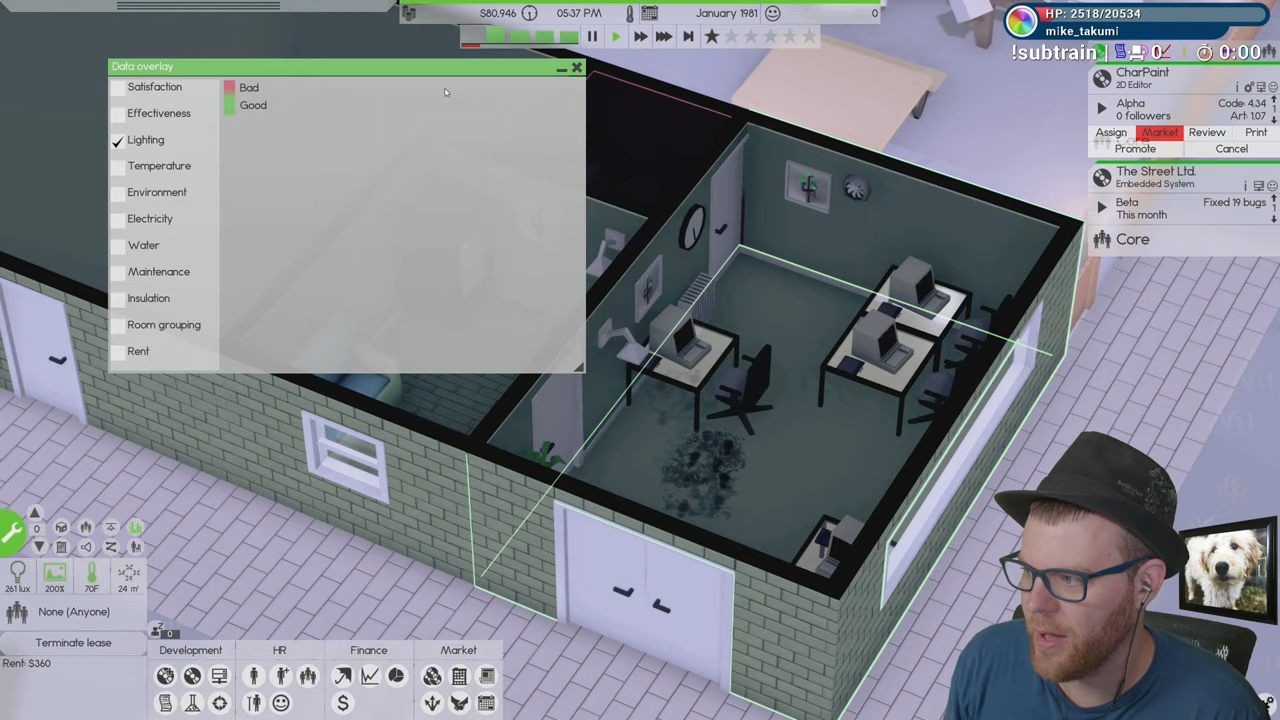 $80,946
05:37 PM
January 1981
0
HP: 2518/20534
mike_takumi
!subtrain
0
0:00
Data overlay
Satisfaction
Effectiveness
Lighting
Temperature
Environment
Electricity
Water
Maintenance
Insulation
Room grouping
Rent
Bad
Good
CharPaint
2D Editor
Alpha
Code: 4.34
0 followers
Art: 1.07
Assign
Market
Review
Print
Promote
Cancel
The Street Ltd.
Embedded System
Beta
Fixed 19 bugs
This month
Core
0
261 lux
200%
70F
24 m²
None (Anyone)
Terminate lease
Rent: $360
Z
0
Development
HR
Finance
Market